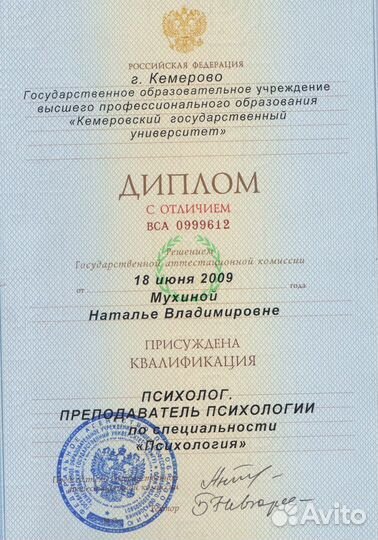 РОССИЙСКАЯ ФЕДЕРАЦИЯ
г. Кемерово
Государственное образовательное учреждение
высшего профессионального образования
«Кемеровский государственный
университет»
ДИПЛОМ
С ОТЛИЧИЕМ
ВСА 0999612
Решением
Государственной аттестационной комиссии
от 18 июня 2009 года
Мухиной
Наталье Владимировне
ПРИСУЖДЕНА
КВАЛИФИКАЦИЯ
ПСИХОЛОГ.
ПРЕПОДАВАТЕЛЬ ПСИХОЛОГИИ
по специальности
«Психология»
Avito